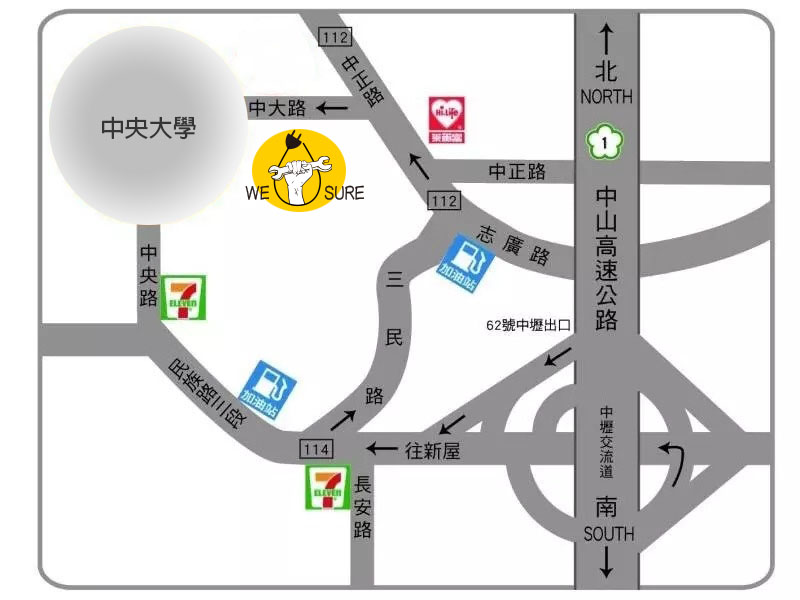 112
中正路
北
NORTH
中大路
Hi-Life
萊爾富
1
中央大學
中正路
WE SURE
112
中山高速公路
志廣路
加油站
中央路
7
ELEVEN
三民路
62號中壢出口
民族路三段
加油站
中壢交流道
114
往新屋
7
ELEVEN
長安路
南
SOUTH